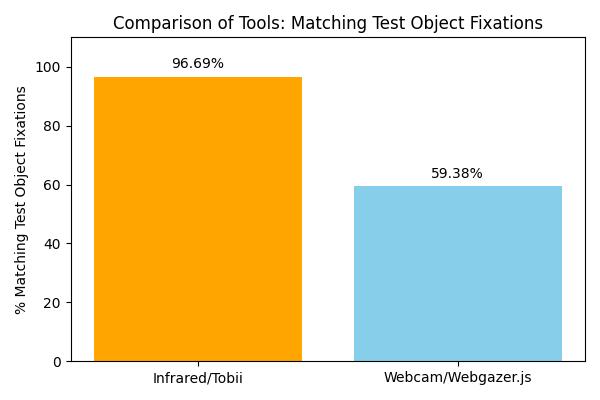 Comparison of Tools: Matching Test Object Fixations
% Matching Test Object Fixations
100
80
60
40
20
0
96.69%
59.38%
Infrared/Tobii
Webcam/Webgazer.js